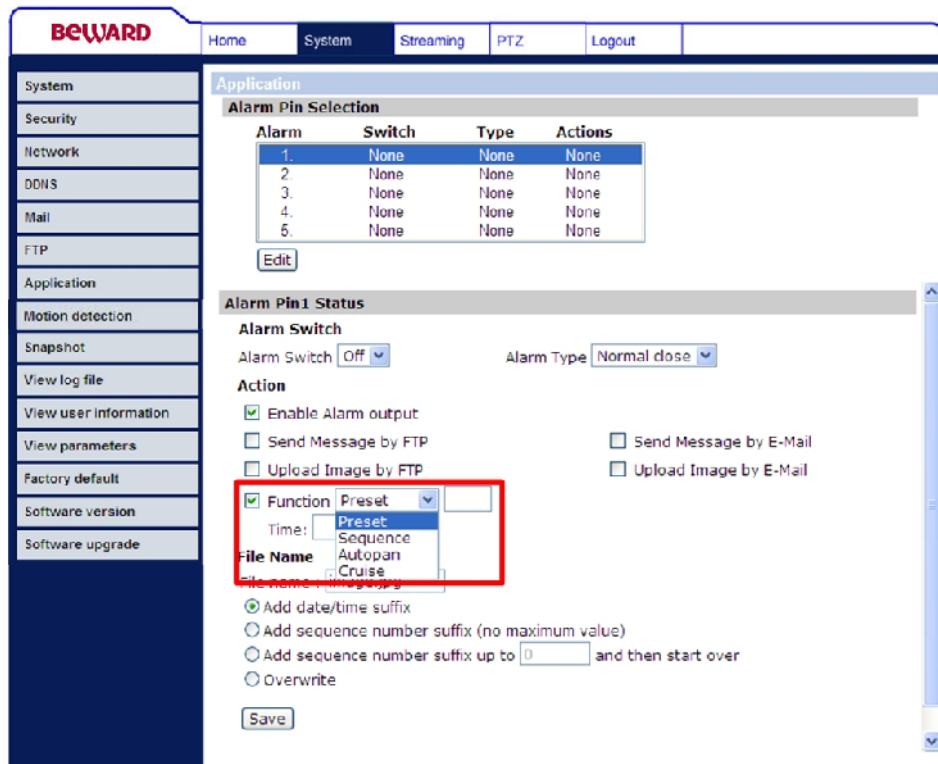 BEWARD
Home System Streaming PTZ Logout
System
Security
Network
DDNS
Mail
FTP
Application
Motion detection
Snapshot
View log file
View user information
View parameters
Factory default
Software version
Software upgrade
Application
Alarm Pin Selection
Alarm Switch Type Actions
1. None None None
2. None None None
3. None None None
4. None None None
5. None None None
Edit
Alarm Pin1 Status
Alarm Switch
Alarm Switch Off Alarm Type Normal close
Action
Enable Alarm output
Send Message by FTP Send Message by E-Mail
Upload Image by FTP Upload Image by E-Mail
Function Preset
Time:
Preset
Sequence
Autopan
Cruise
File Name
File name : image.jpg
Add date/time suffix
Add sequence number suffix (no maximum value)
Add sequence number suffix up to 0 and then start over
Overwrite
Save